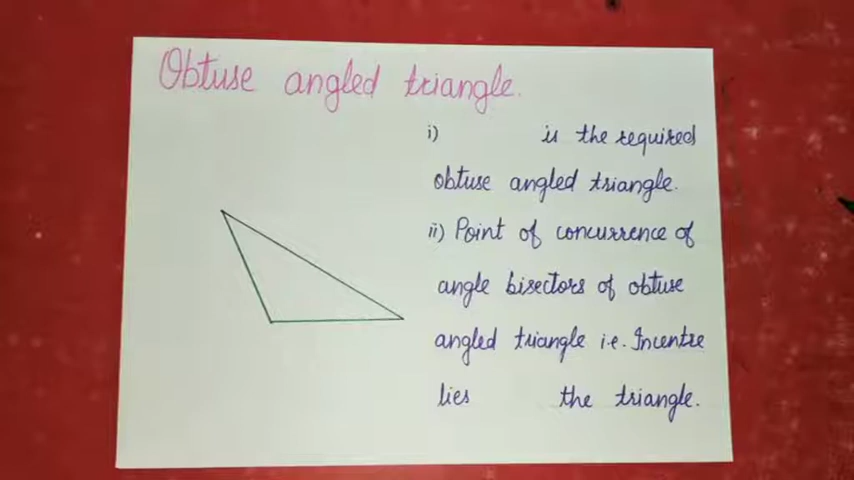 Obtuse angled triangle.
i) is the required
obtuse angled triangle.
ii) Point of concurrence of
angle bisectors of obtuse
angled triangle i.e. Incentre
lies the triangle.